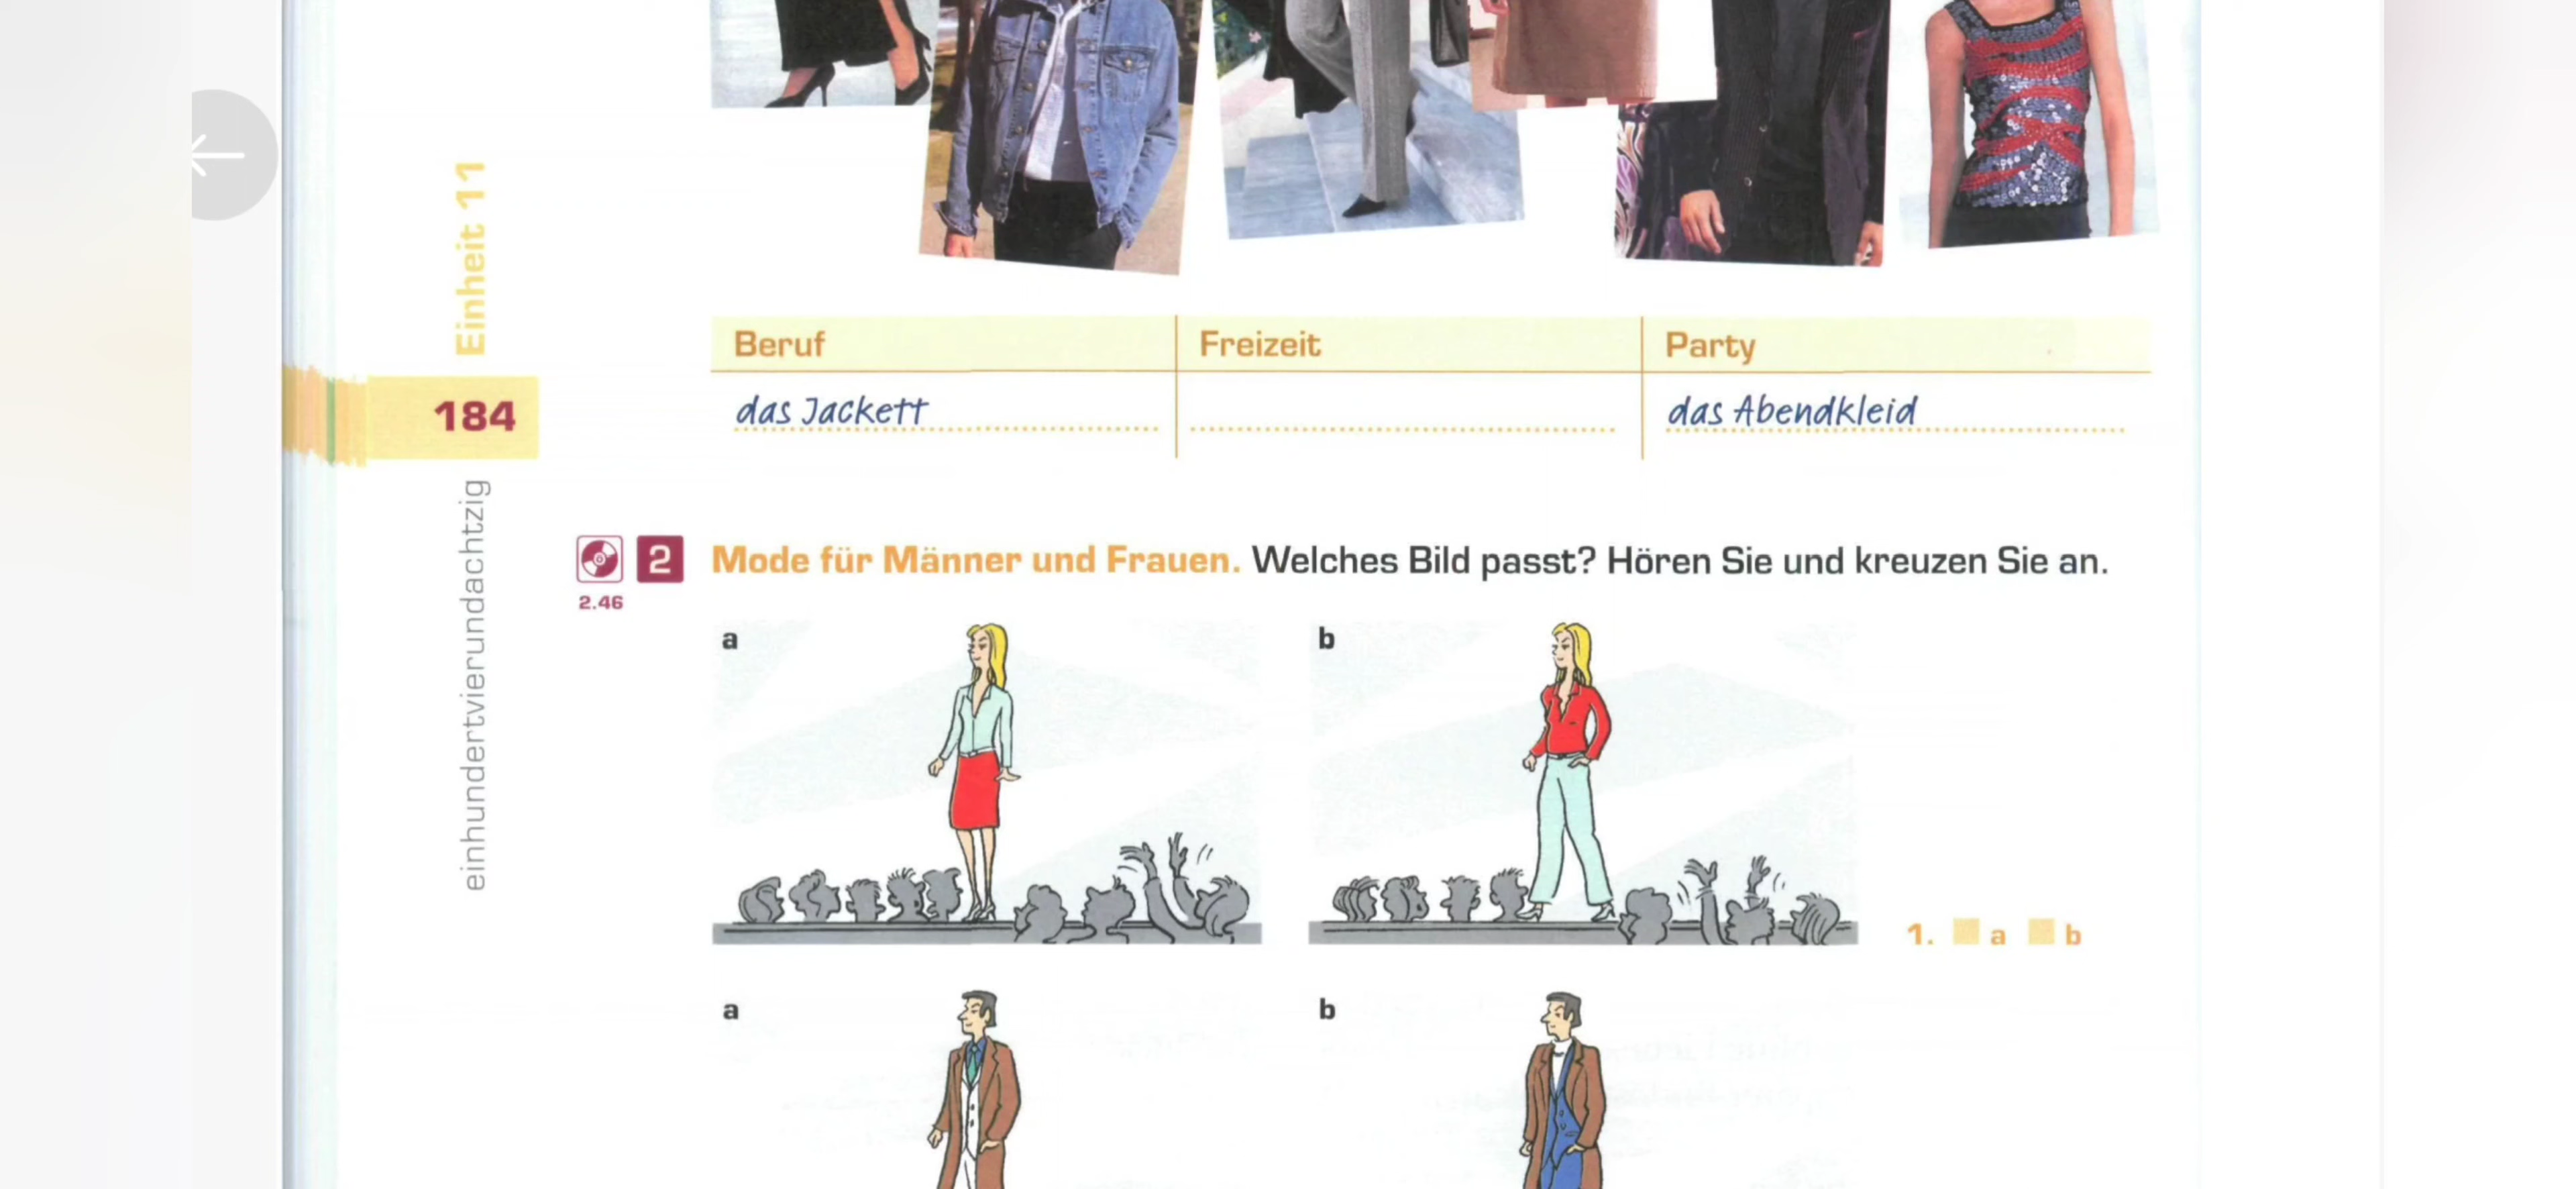 Einheit 11
184
einhundertvierundachtzig
Beruf Freizeit Party
das Jackett das Abendkleid
2 Mode für Männer und Frauen. Welches Bild passt? Hören Sie und kreuzen Sie an.
2.46
a b
1. a b
a b